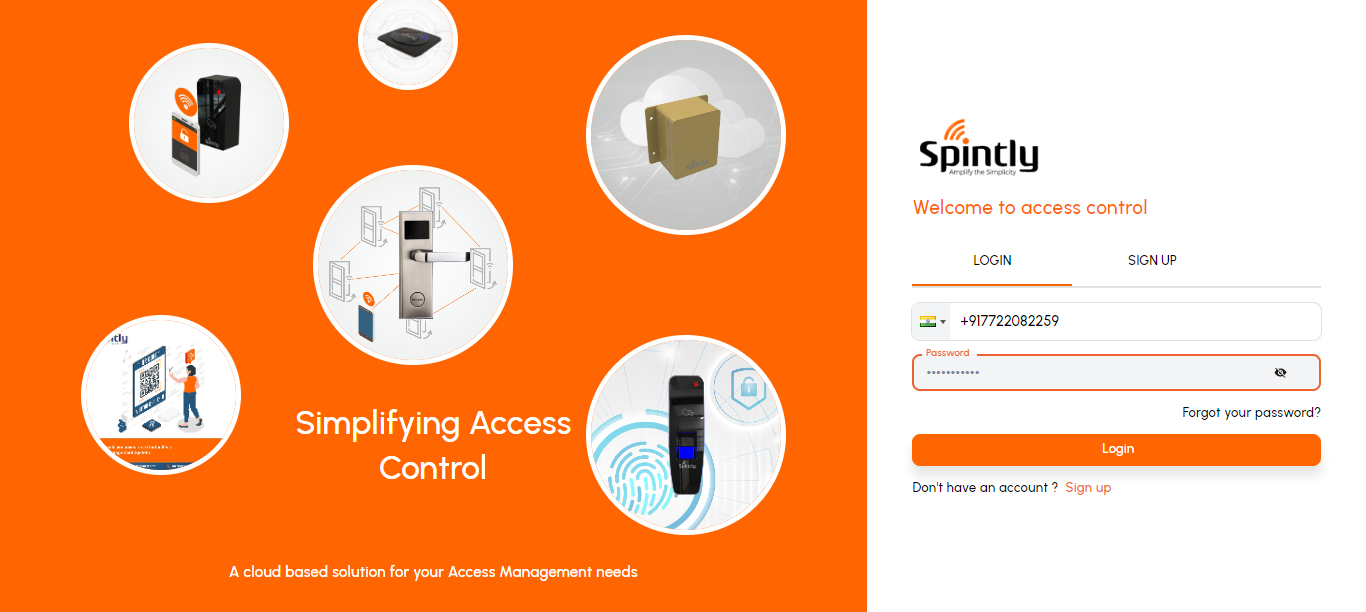 Simplifying Access
Control
A cloud based solution for your Access Management needs
Spintly
Amplify the Simplicity
Welcome to access control
LOGIN
SIGN UP
+917722082259
Password
•••••••••••
Forgot your password?
Login
Don't have an account ? Sign up